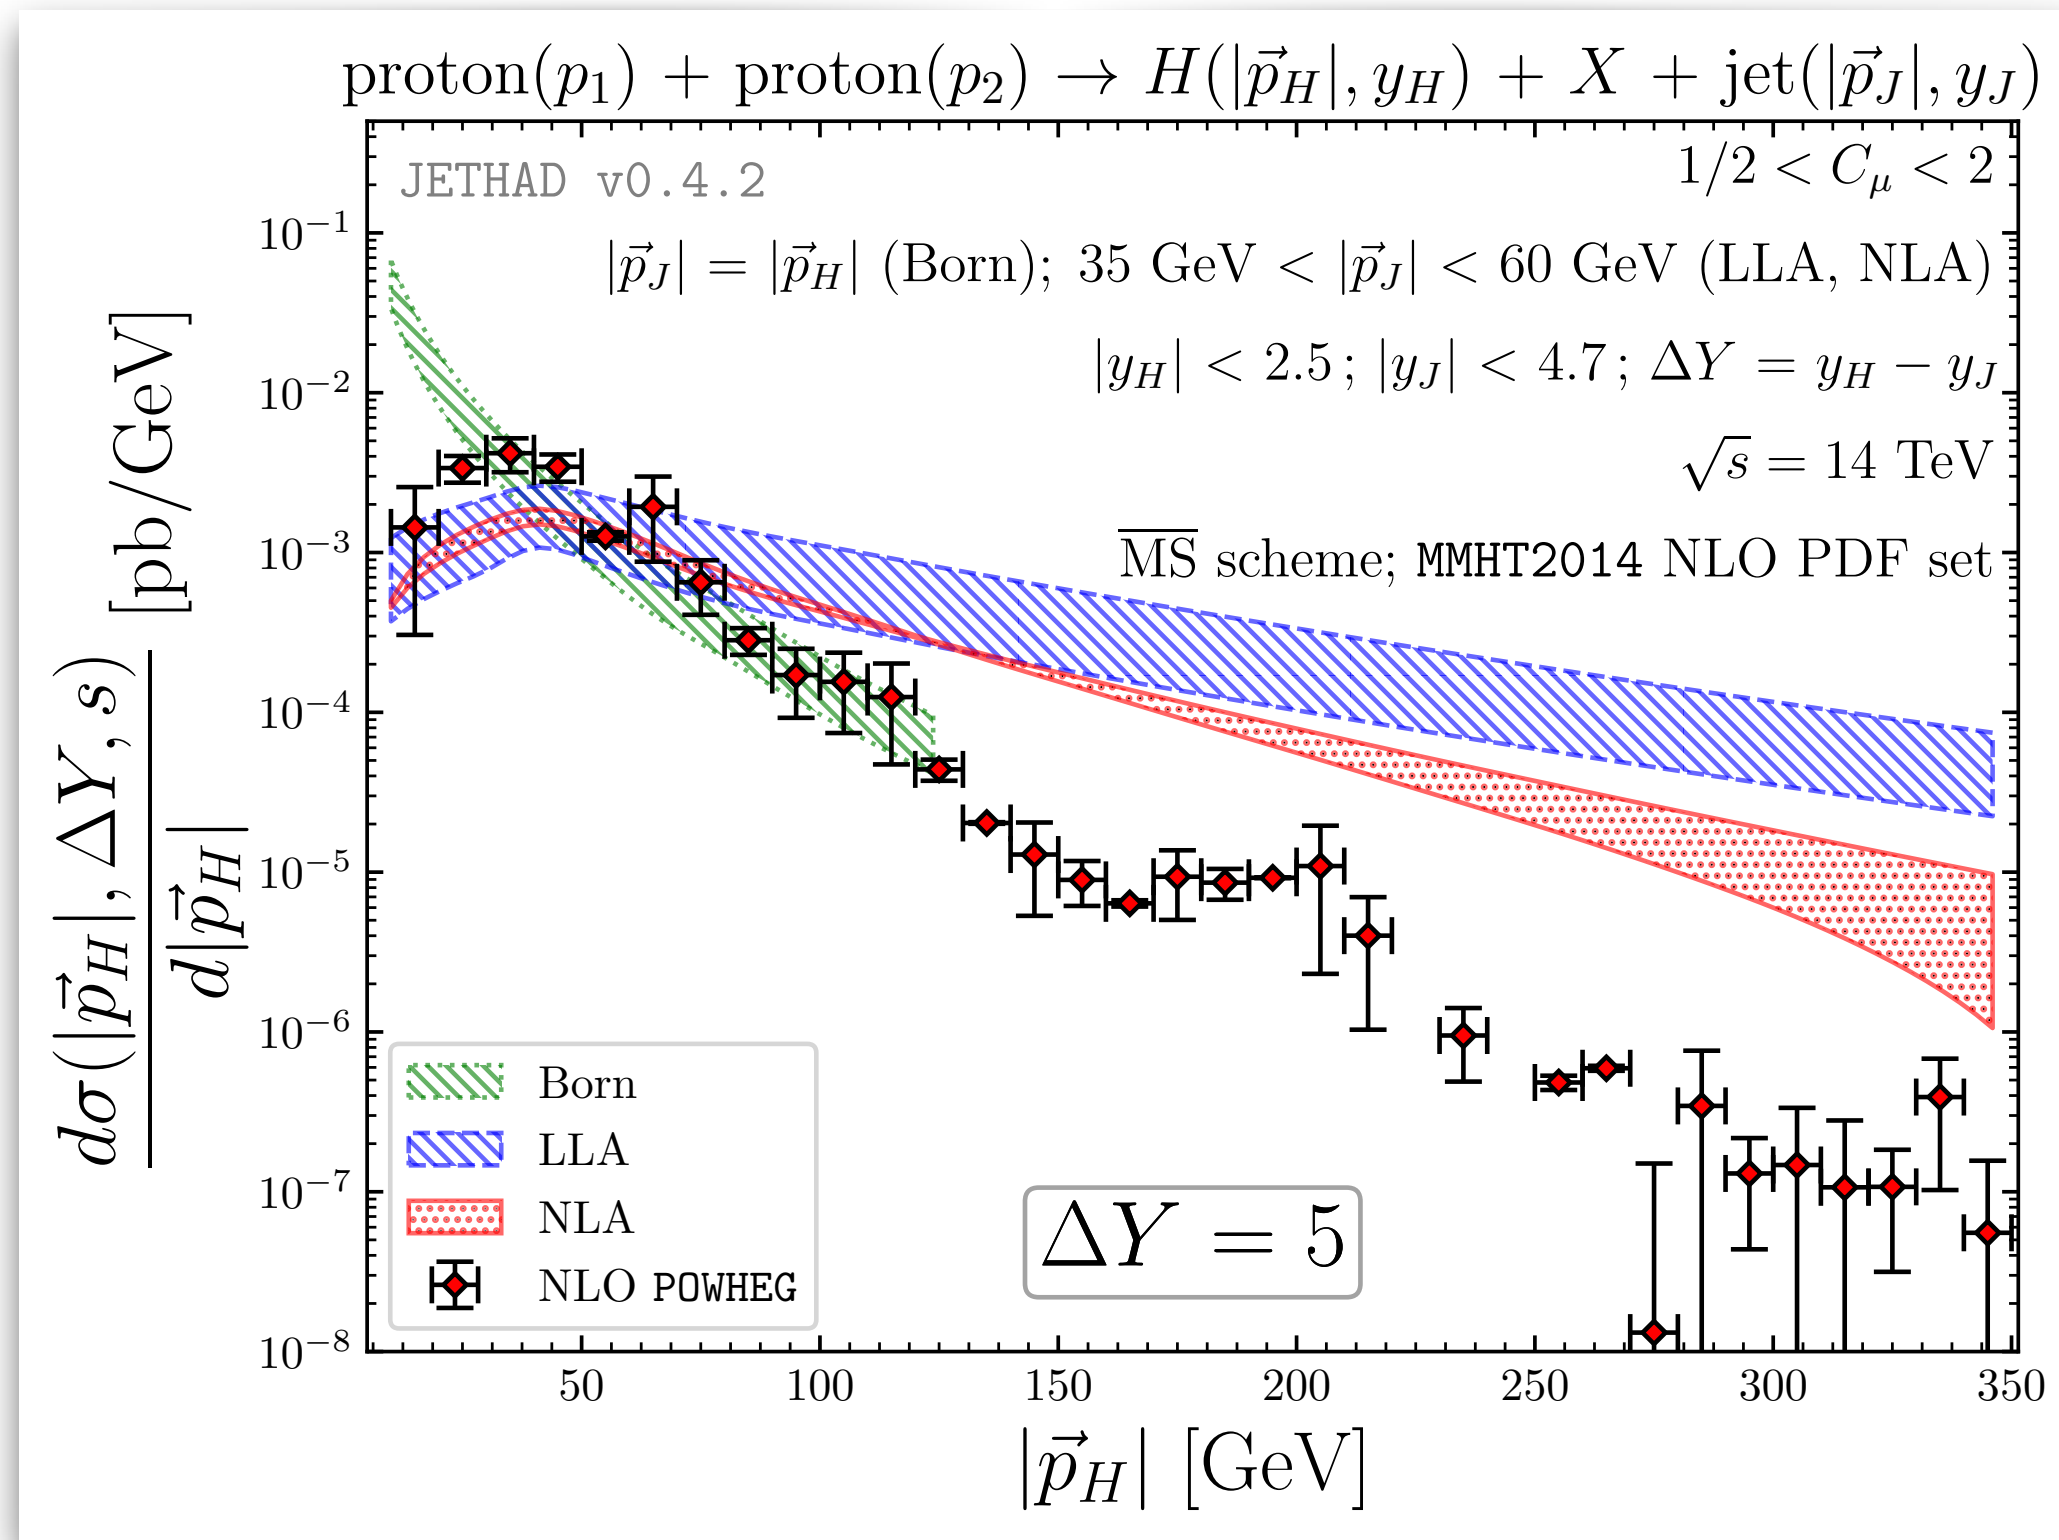 proton(p₁) + proton(p₂) → H(|p⃗_H|, y_H) + X + jet(|p⃗_J|, y_J)
JETHAD v0.4.2
1/2 < C_μ < 2
|p⃗_J| = |p⃗_H| (Born); 35 GeV < |p⃗_J| < 60 GeV (LLA, NLA)
|y_H| < 2.5 ; |y_J| < 4.7 ; ΔY = y_H − y_J
√s = 14 TeV
M̅S̅ scheme; MMHT2014 NLO PDF set
dσ(|p⃗_H|, ΔY, s)
d|p⃗_H|
[pb/GeV]
10⁻¹
10⁻²
10⁻³
10⁻⁴
10⁻⁵
10⁻⁶
10⁻⁷
10⁻⁸
Born
LLA
NLA
NLO POWHEG
ΔY = 5
50 100 150 200 250 300 350
|p⃗_H| [GeV]